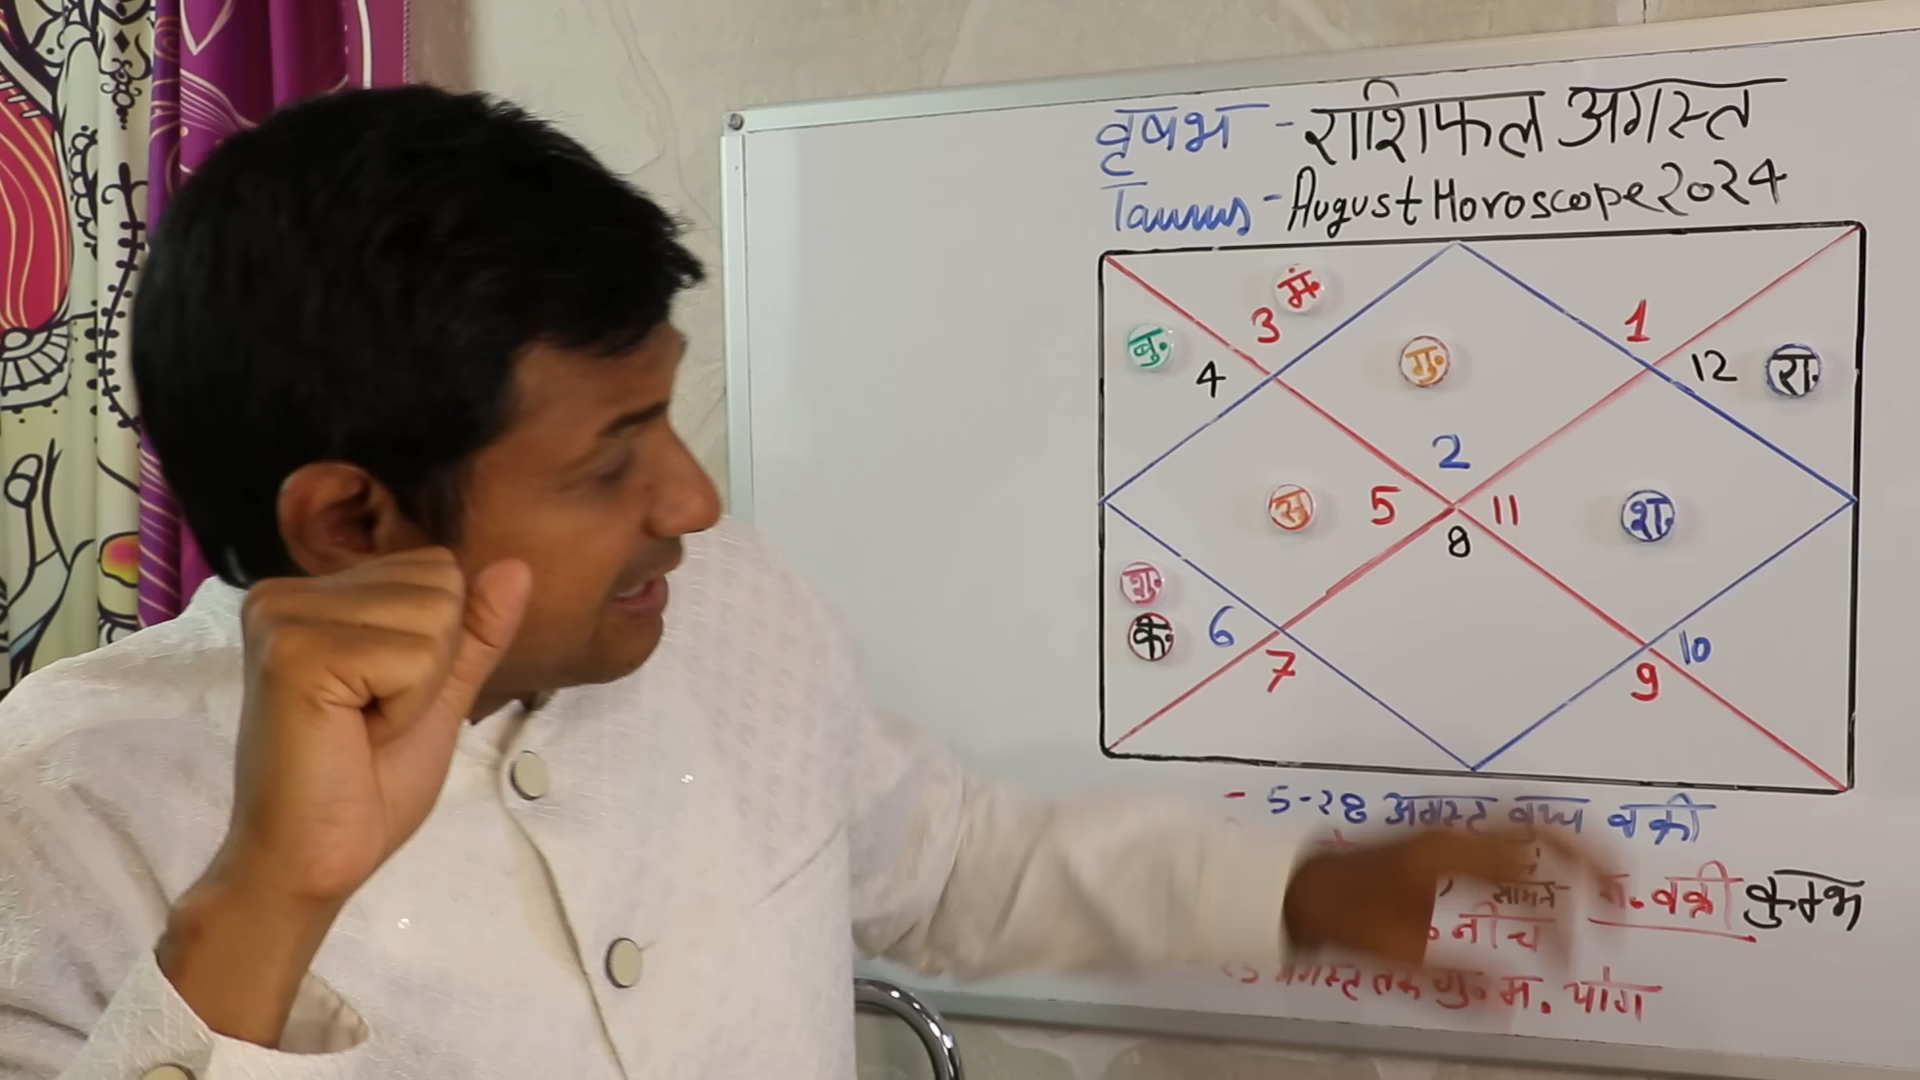 वृषभ - राशिफल अगस्त
Taurus - August Horoscope 2024
मं.
3
1
बु.
4
गु.
12
रा.
2
सू
5
11
श.
8
शु.
के.
6
7
10
9
- 5-28 अगस्त बुध वक्री
वक्री कुम्भ
नीच
अगस्त तक गु. म. योग